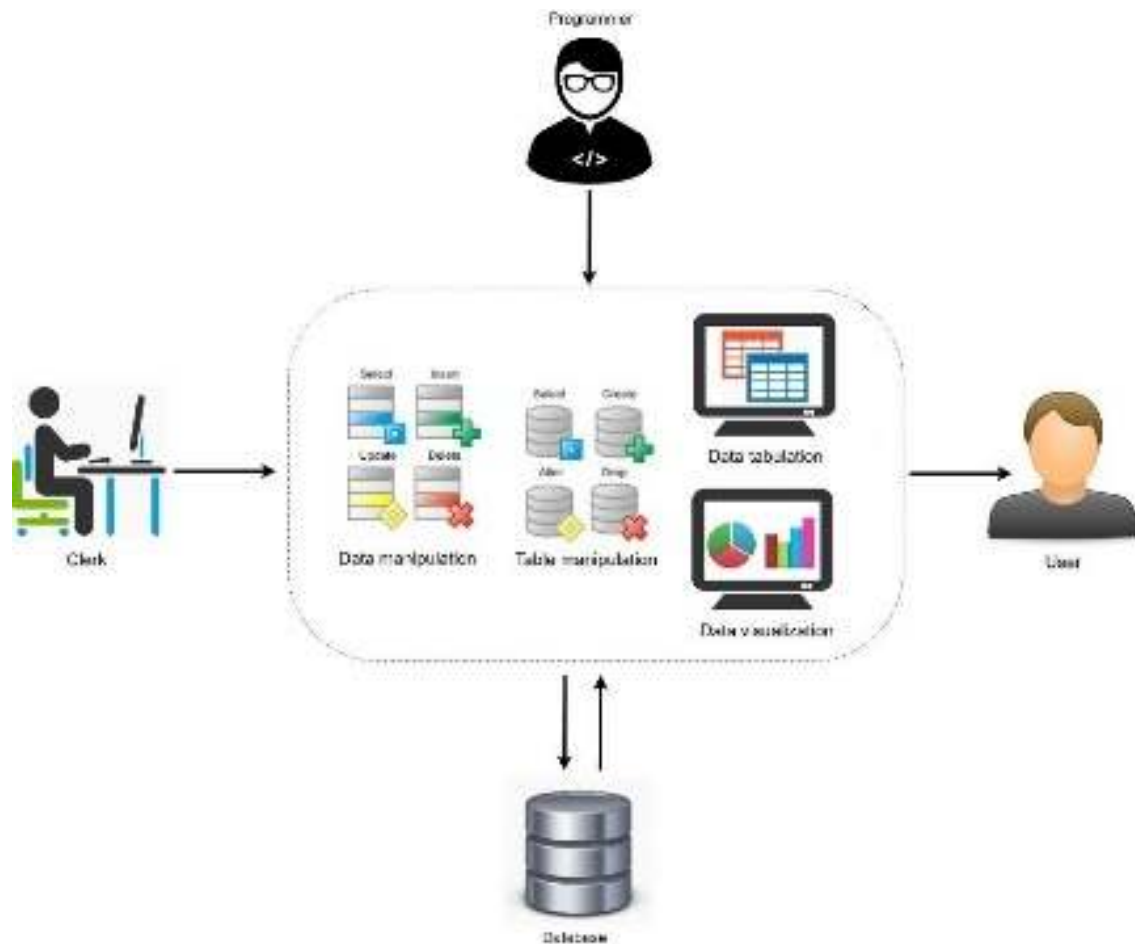 Programmer
</>
Select Insert
Select Create
Update Delete
Alter Drop
Data tabulation
Data manipulation
Table manipulation
Clerk
User
Data visualization
Database